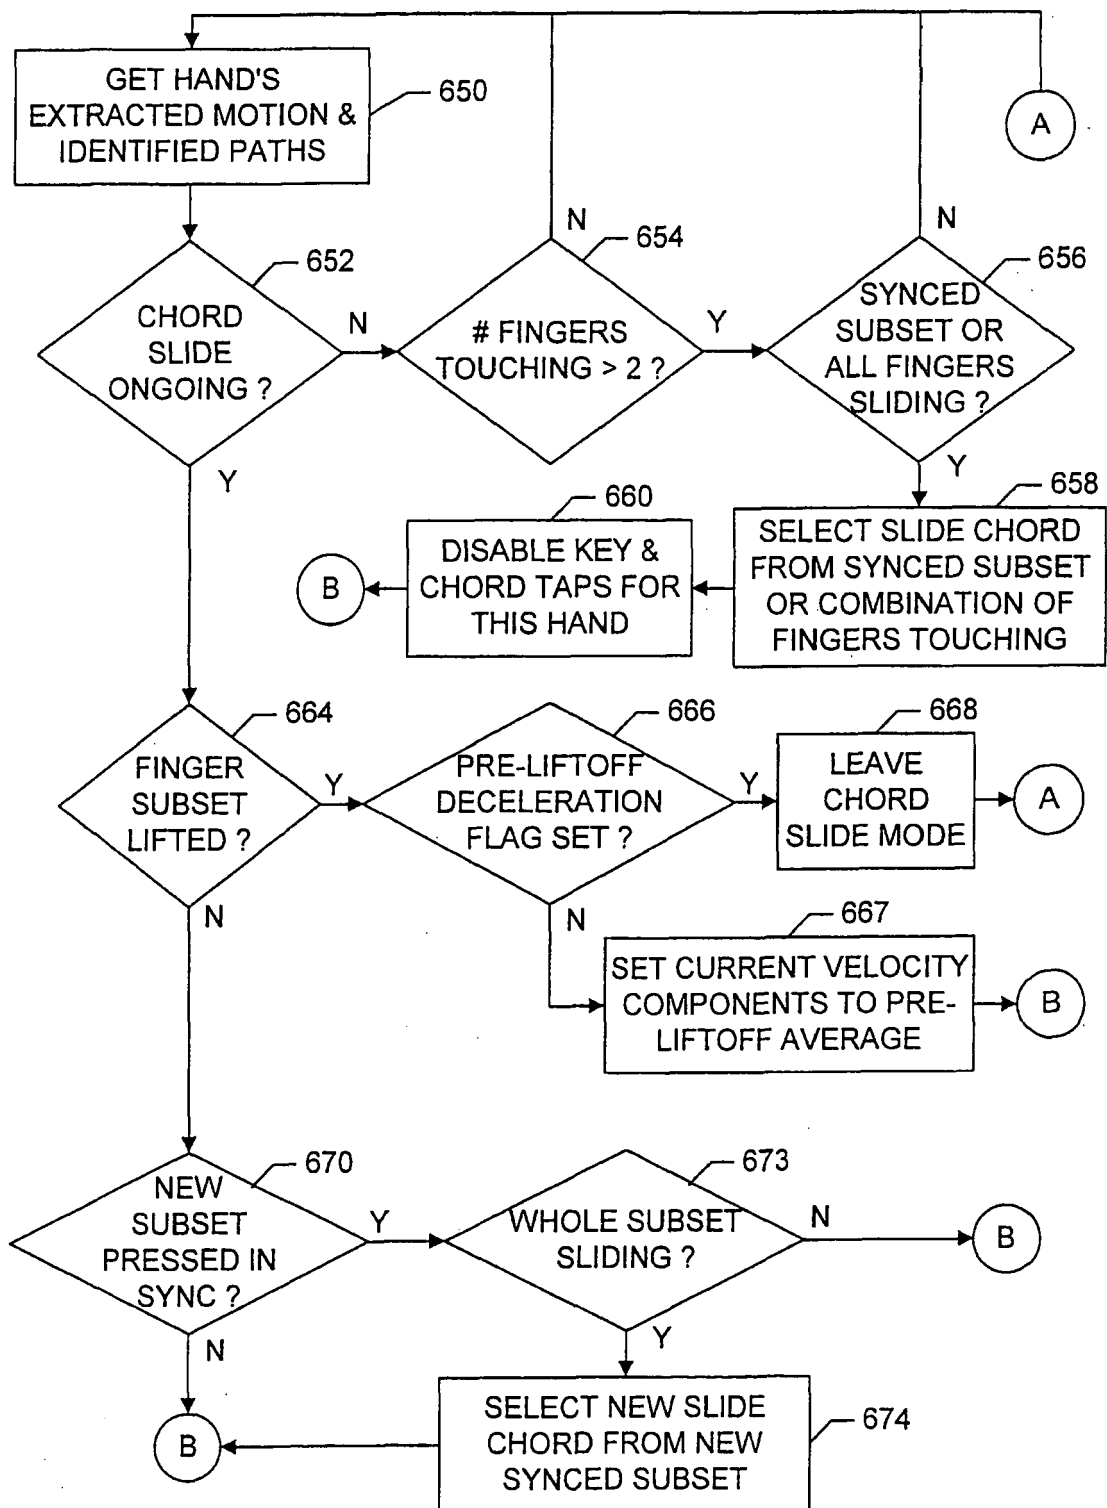 GET HAND'S
EXTRACTED MOTION &
IDENTIFIED PATHS
650
A
N
N
652
654
656
CHORD
SLIDE
ONGOING ?
N
# FINGERS
TOUCHING > 2 ?
Y
SYNCED
SUBSET OR
ALL FINGERS
SLIDING ?
Y
Y
660
658
B
DISABLE KEY &
CHORD TAPS FOR
THIS HAND
SELECT SLIDE CHORD
FROM SYNCED SUBSET
OR COMBINATION OF
FINGERS TOUCHING
664
666
668
FINGER
SUBSET
LIFTED ?
Y
PRE-LIFTOFF
DECELERATION
FLAG SET ?
Y
LEAVE
CHORD
SLIDE MODE
A
N
N
667
SET CURRENT VELOCITY
COMPONENTS TO PRE-
LIFTOFF AVERAGE
B
670
673
NEW
SUBSET
PRESSED IN
SYNC ?
Y
WHOLE SUBSET
SLIDING ?
N
B
N
Y
B
SELECT NEW SLIDE
CHORD FROM NEW
SYNCED SUBSET
674